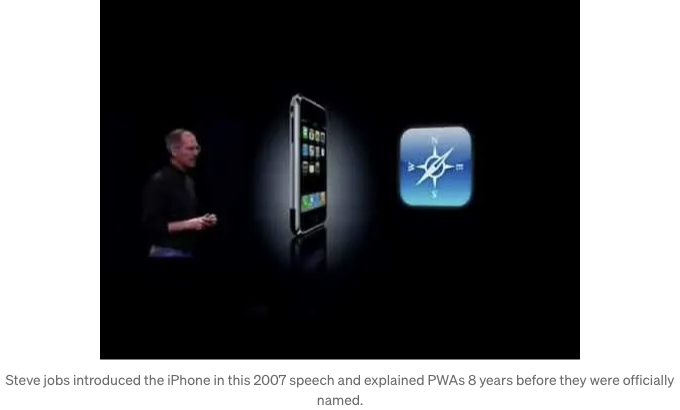 N
W
E
S
Steve jobs introduced the iPhone in this 2007 speech and explained PWAs 8 years before they were officially
named.